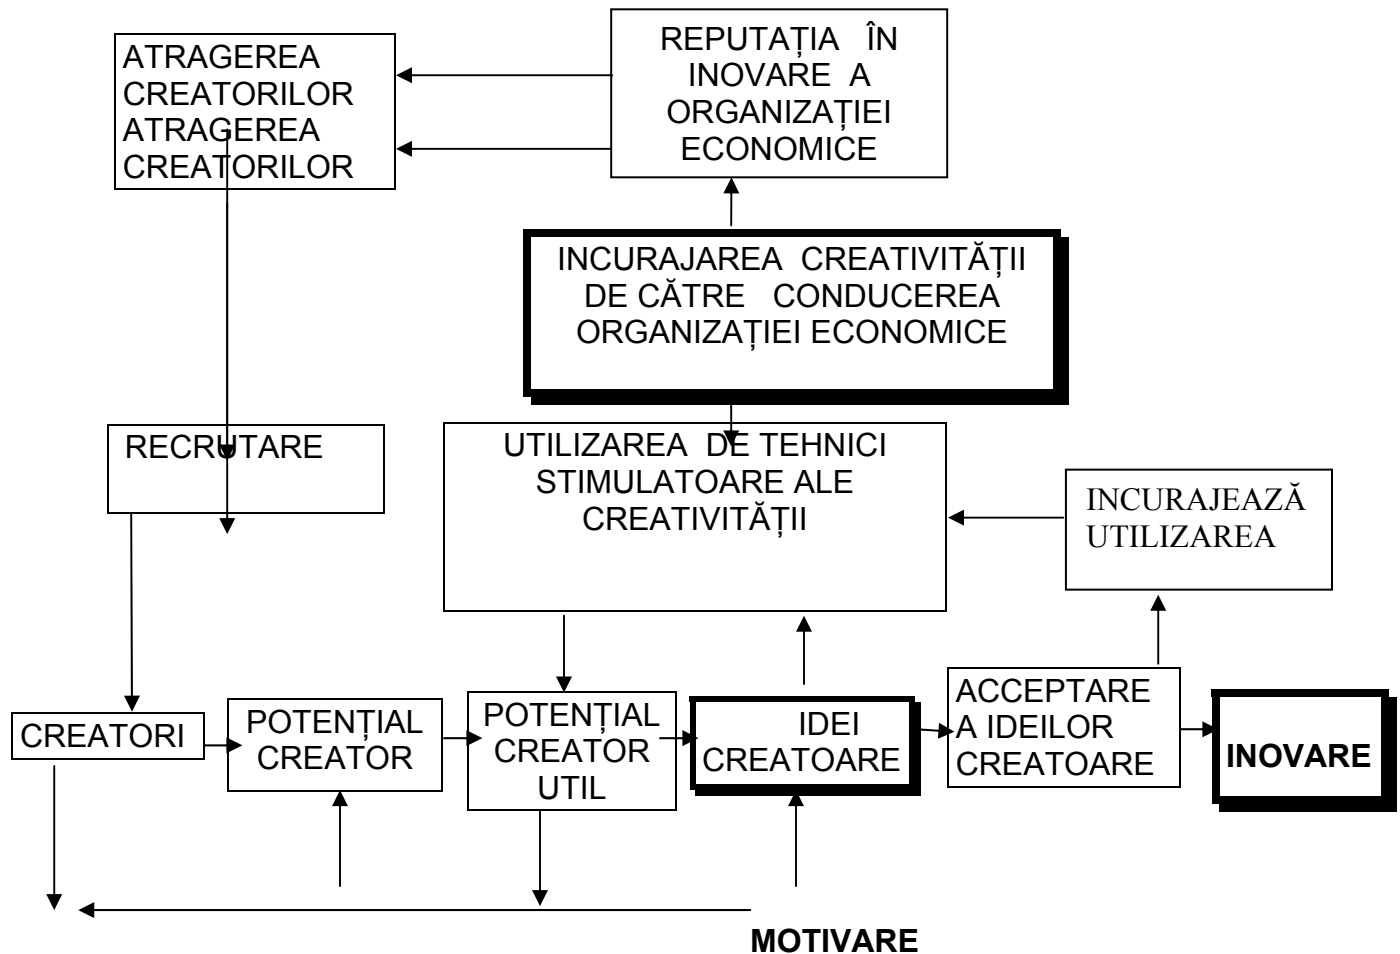 ATRAGEREA
CREATORILOR
ATRAGEREA
CREATORILOR
REPUTAȚIA ÎN
INOVARE A
ORGANIZAȚIEI
ECONOMICE
INCURAJAREA CREATIVITĂȚII
DE CĂTRE CONDUCEREA
ORGANIZAȚIEI ECONOMICE
RECRUTARE
UTILIZAREA DE TEHNICI
STIMULATOARE ALE
CREATIVITĂȚII
INCURAJEAZĂ
UTILIZAREA
CREATORI
POTENȚIAL
CREATOR
POTENȚIAL
CREATOR
UTIL
IDEI
CREATOARE
ACCEPTARE
A IDEILOR
CREATOARE
INOVARE
MOTIVARE